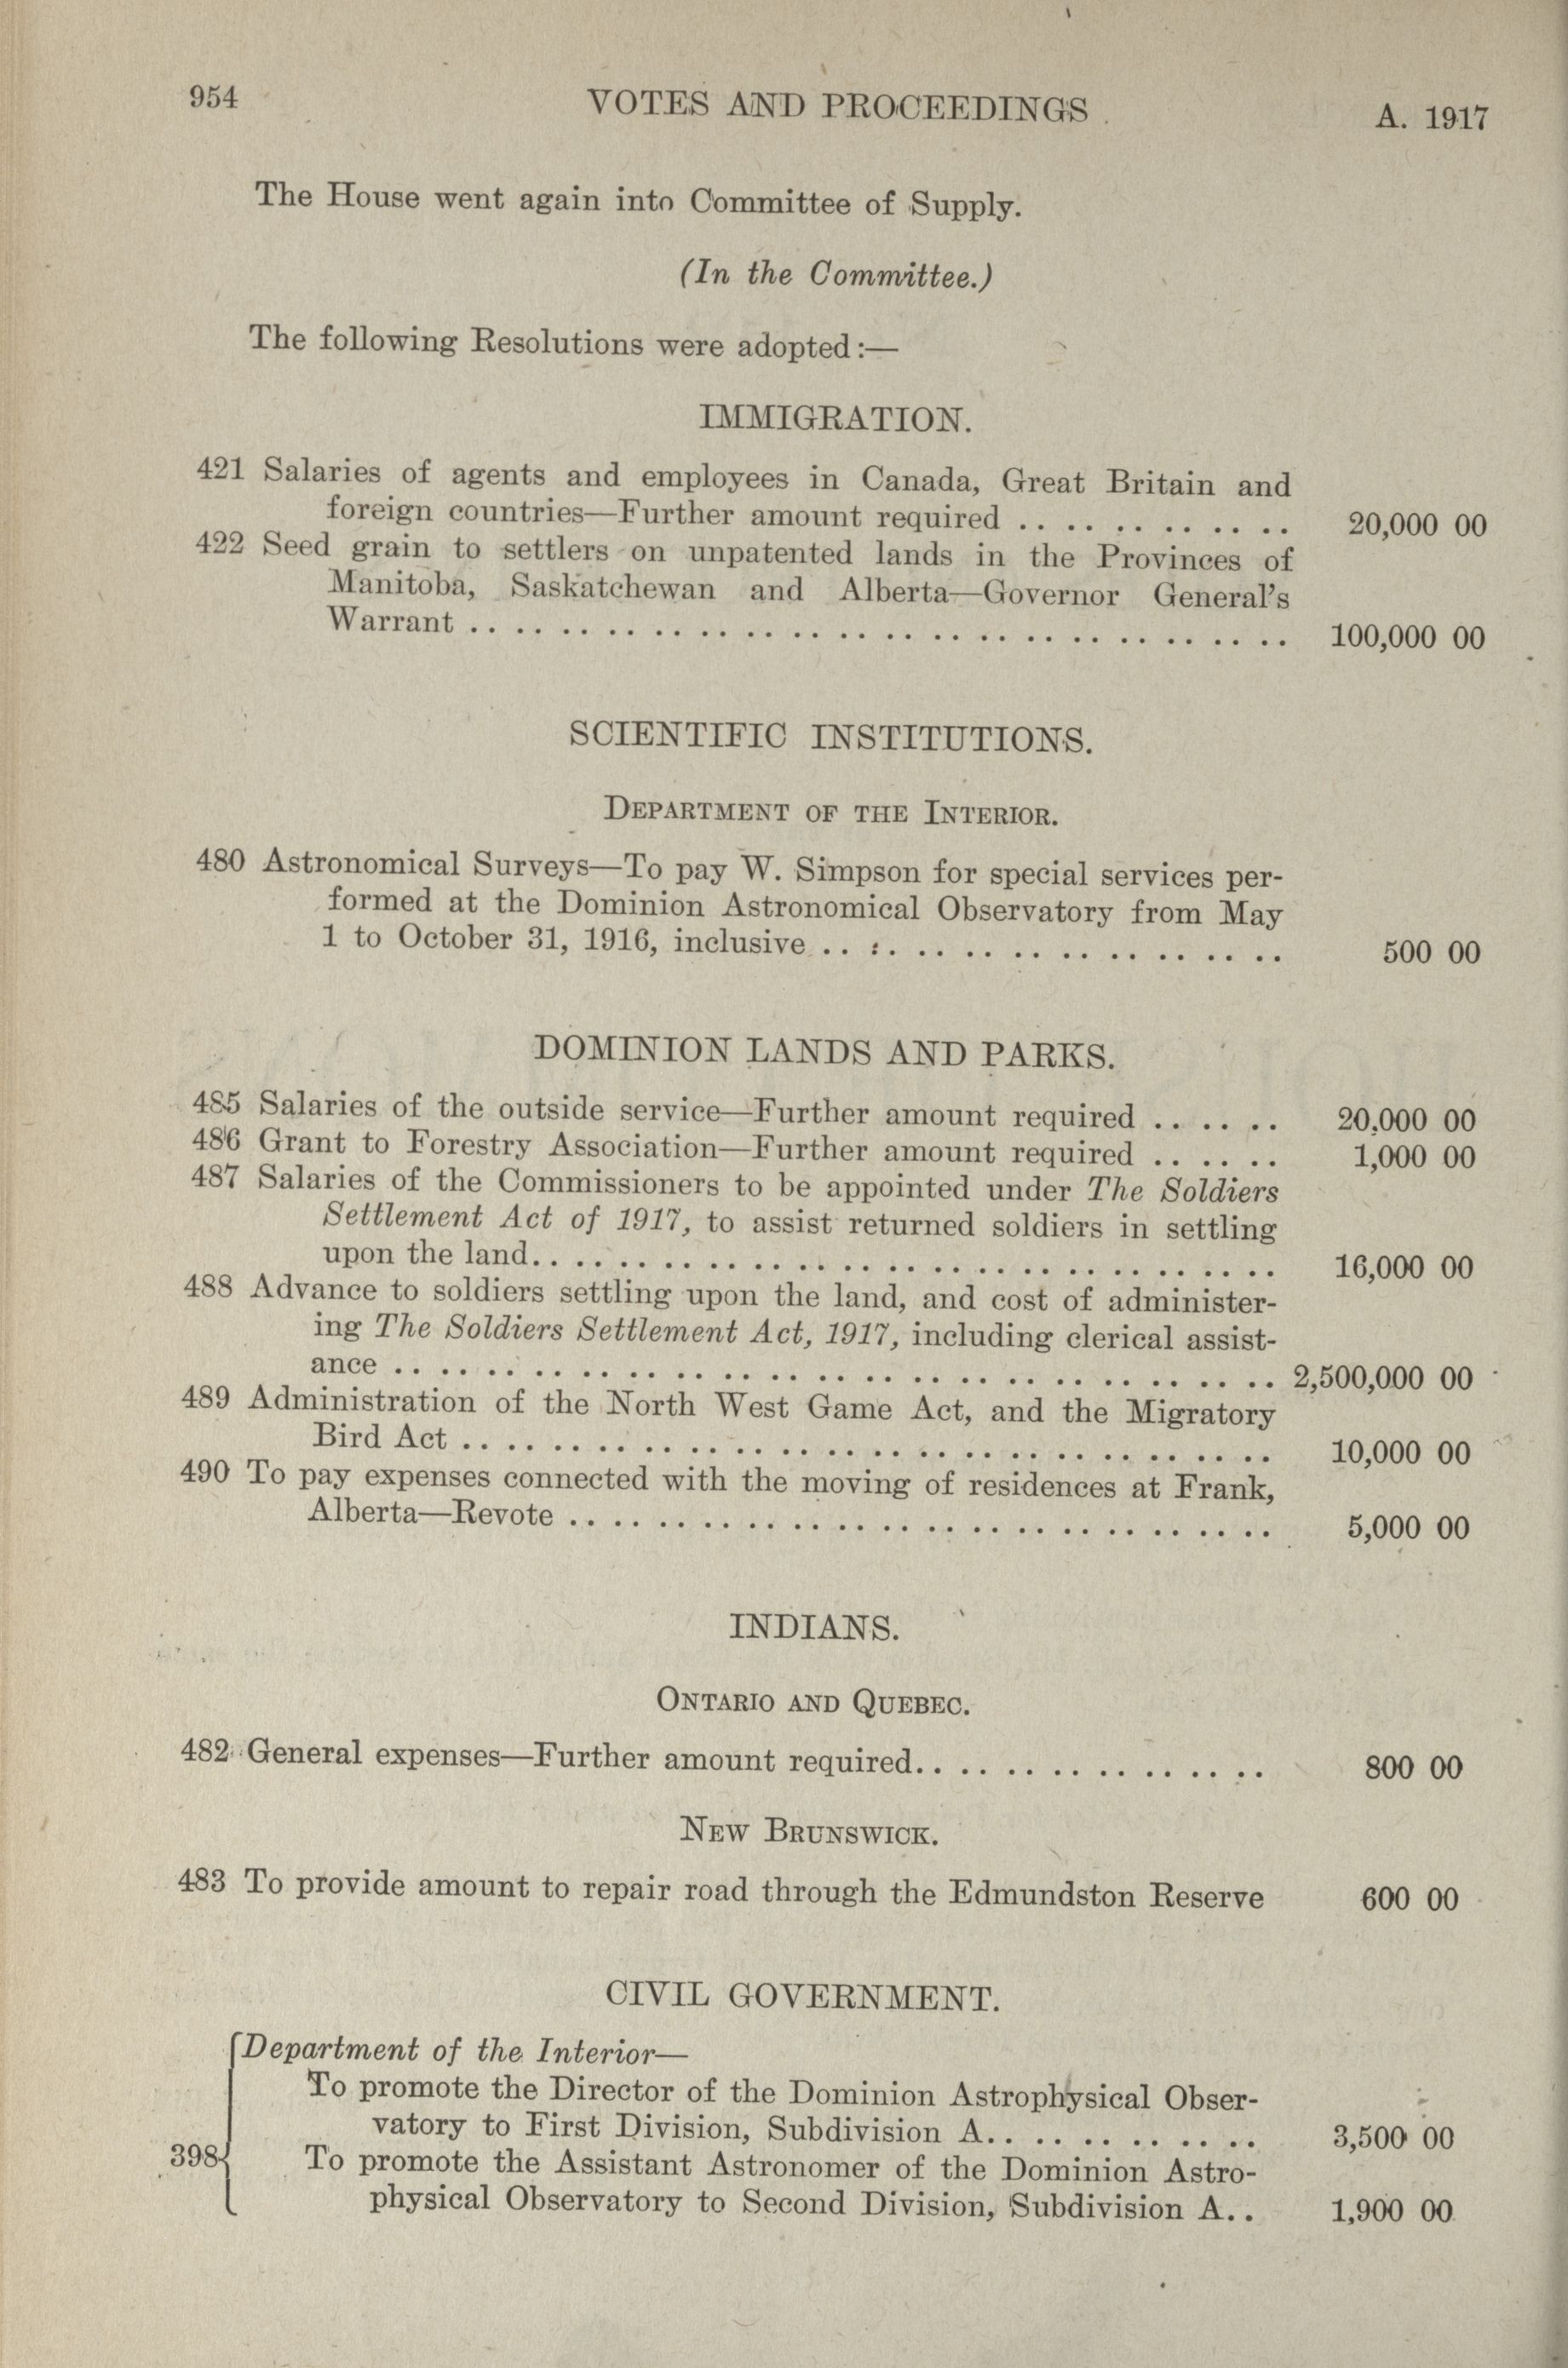 954
VOTES AND PROCEEDINGS
A. 1917
The House went again into Committee of Supply.
(In the Committee.)
The following Resolutions were adopted:—
IMMIGRATION.
421 Salaries of agents and employees in Canada, Great Britain and
foreign countries—Further amount required . . . . . . . . . . . . 20,000 00
422 Seed grain to settlers on unpatented lands in the Provinces of
Manitoba, Saskatchewan and Alberta—Governor General's
Warrant . . . . . . . . . . . . . . . . . . . . . . . . . . . . . . . . . . . . 100,000 00
SCIENTIFIC INSTITUTIONS.
DEPARTMENT OF THE INTERIOR.
480 Astronomical Surveys—To pay W. Simpson for special services per-
formed at the Dominion Astronomical Observatory from May
1 to October 31, 1916, inclusive . . . . . . . . . . . . . . . . . . . . 500 00
DOMINION LANDS AND PARKS.
485 Salaries of the outside service—Further amount required . . . . . . 20,000 00
486 Grant to Forestry Association—Further amount required . . . . . . 1,000 00
487 Salaries of the Commissioners to be appointed under The Soldiers
Settlement Act of 1917, to assist returned soldiers in settling
upon the land. . . . . . . . . . . . . . . . . . . . . . . . . . . . . . . . . . 16,000 00
488 Advance to soldiers settling upon the land, and cost of administer-
ing The Soldiers Settlement Act, 1917, including clerical assist-
ance . . . . . . . . . . . . . . . . . . . . . . . . . . . . . . . . . . . . . . 2,500,000 00
489 Administration of the North West Game Act, and the Migratory
Bird Act . . . . . . . . . . . . . . . . . . . . . . . . . . . . . . . . . . . . 10,000 00
490 To pay expenses connected with the moving of residences at Frank,
Alberta—Revote . . . . . . . . . . . . . . . . . . . . . . . . . . . . . . . . 5,000 00
INDIANS.
ONTARIO AND QUEBEC.
482 General expenses—Further amount required. . . . . . . . . . . . . . . . 800 00
NEW BRUNSWICK.
483 To provide amount to repair road through the Edmundston Reserve 600 00
CIVIL GOVERNMENT.
Department of the Interior—
To promote the Director of the Dominion Astrophysical Obser-
vatory to First Division, Subdivision A. . . . . . . . . . . . 3,500 00
398 To promote the Assistant Astronomer of the Dominion Astro-
physical Observatory to Second Division, Subdivision A. . 1,900 00